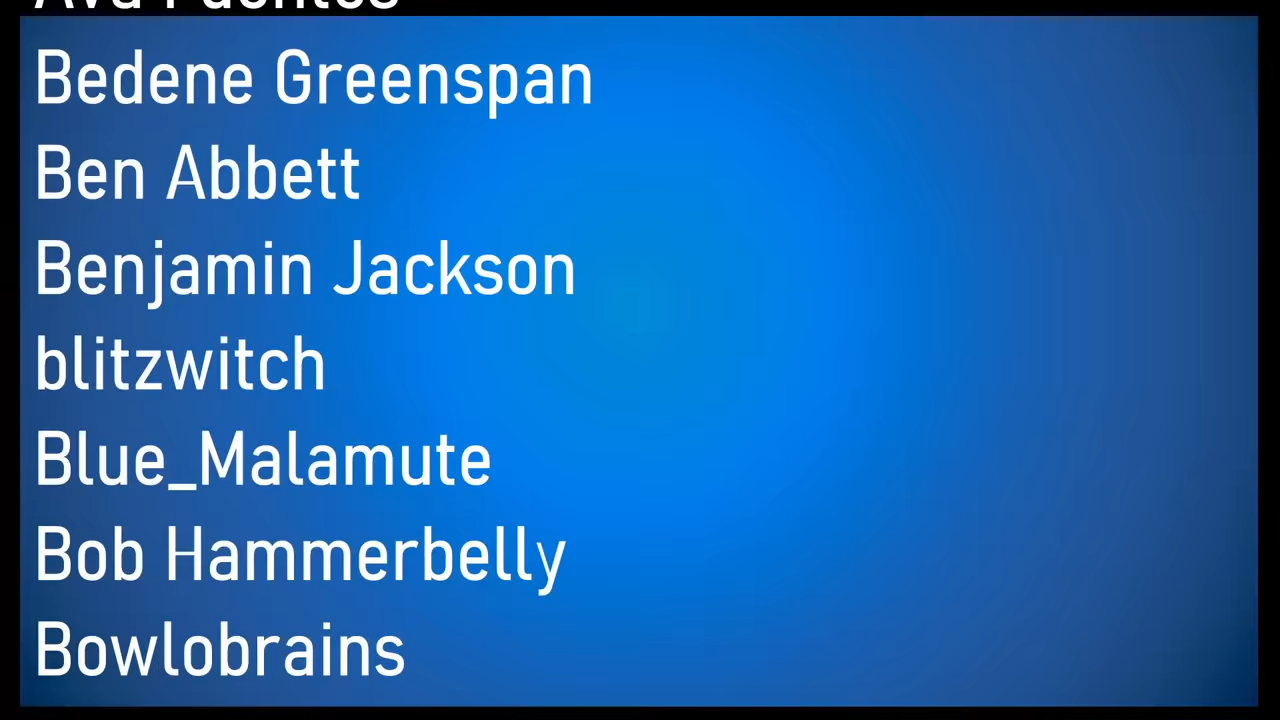 Bedene Greenspan
Ben Abbett
Benjamin Jackson
blitzwitch
Blue_Malamute
Bob Hammerbelly
Bowlobrains